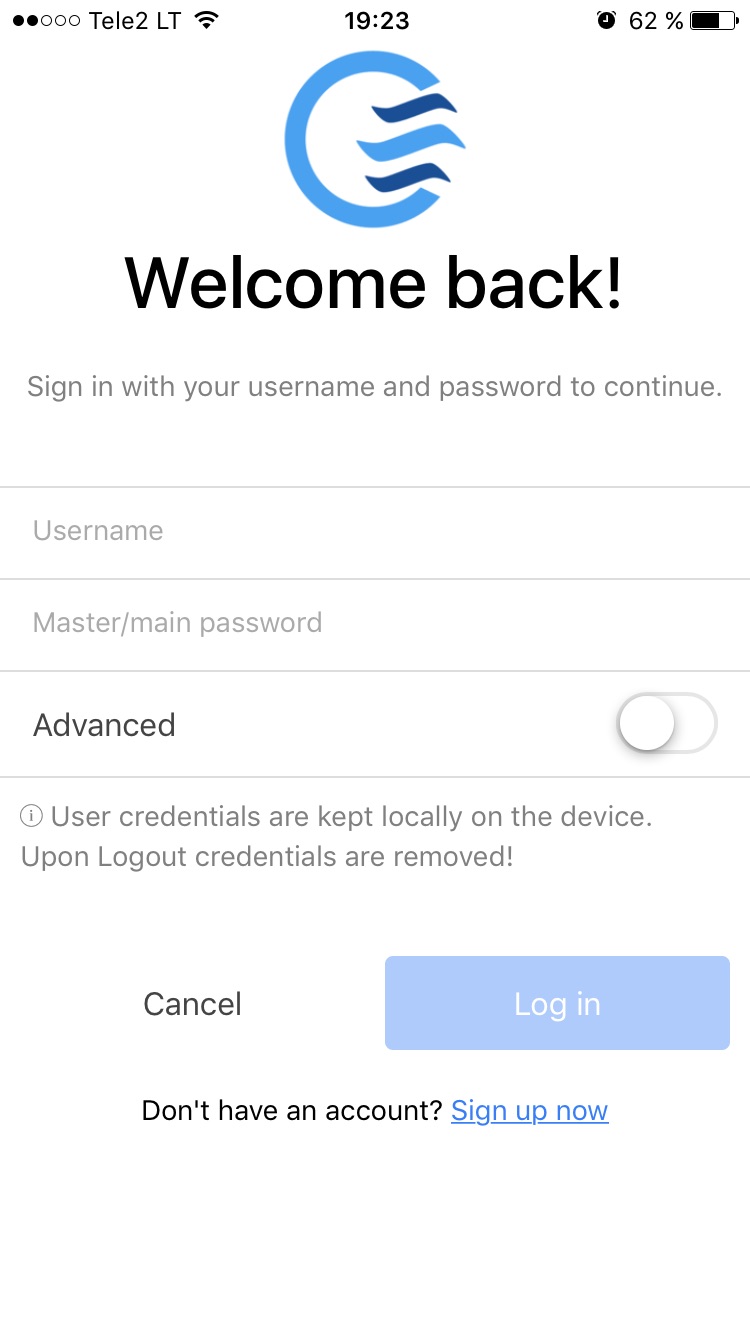 Tele2 LT 19:23 62 %
Welcome back!
Sign in with your username and password to continue.
Username
Master/main password
Advanced
User credentials are kept locally on the device.
Upon Logout credentials are removed!
Cancel Log in
Don't have an account? Sign up now